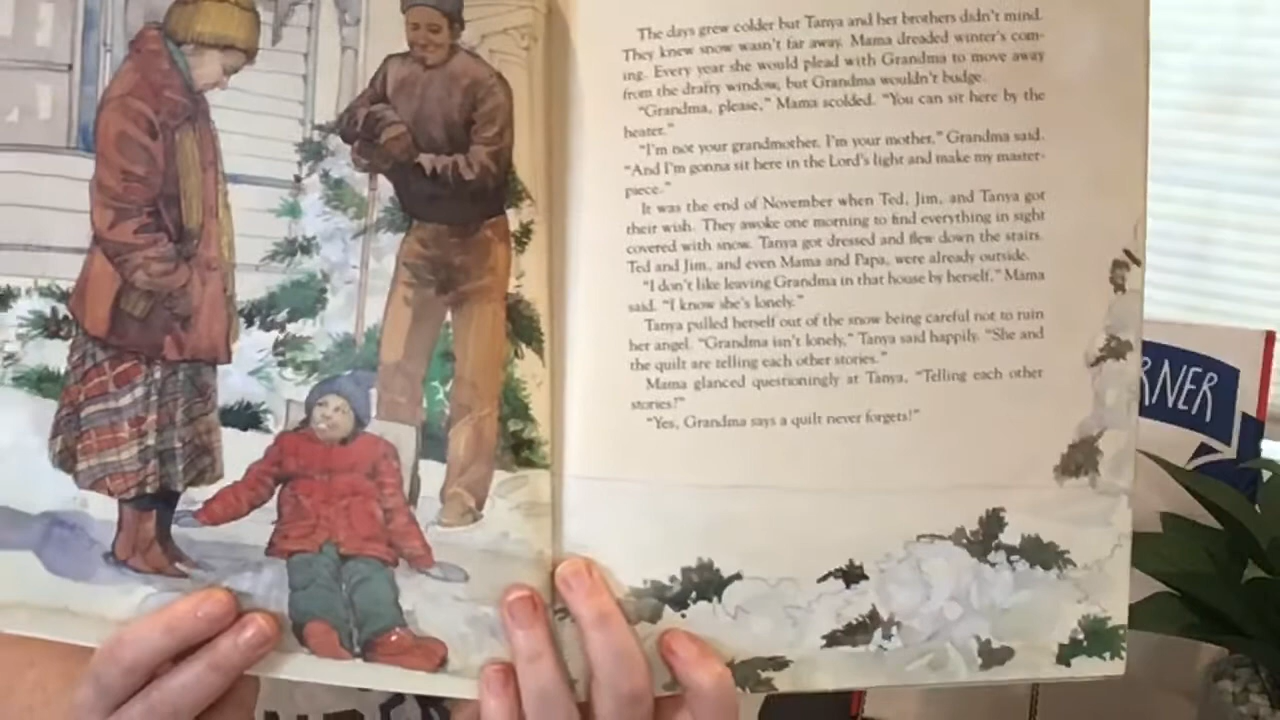 The days grew colder but Tanya and her brothers didn't mind.
They knew snow wasn't far away. Mama dreaded winter's com-
ing. Every year she would plead with Grandma to move away
from the drafty window, but Grandma wouldn't budge.
"Grandma, please," Mama scolded. "You can sit here by the
heater."
"I'm not your grandmother, I'm your mother," Grandma said.
"And I'm gonna sit here in the Lord's light and make my master-
piece."
It was the end of November when Ted, Jim, and Tanya got
their wish. They awoke one morning to find everything in sight
covered with snow. Tanya got dressed and flew down the stairs.
Ted and Jim, and even Mama and Papa, were already outside.
"I don't like leaving Grandma in that house by herself," Mama
said. "I know she's lonely."
Tanya pulled herself out of the snow being careful not to ruin
her angel. "Grandma isn't lonely," Tanya said happily. "She and
the quilt are telling each other stories."
Mama glanced questioningly at Tanya, "Telling each other
stories?"
"Yes, Grandma says a quilt never forgets!"
RNER